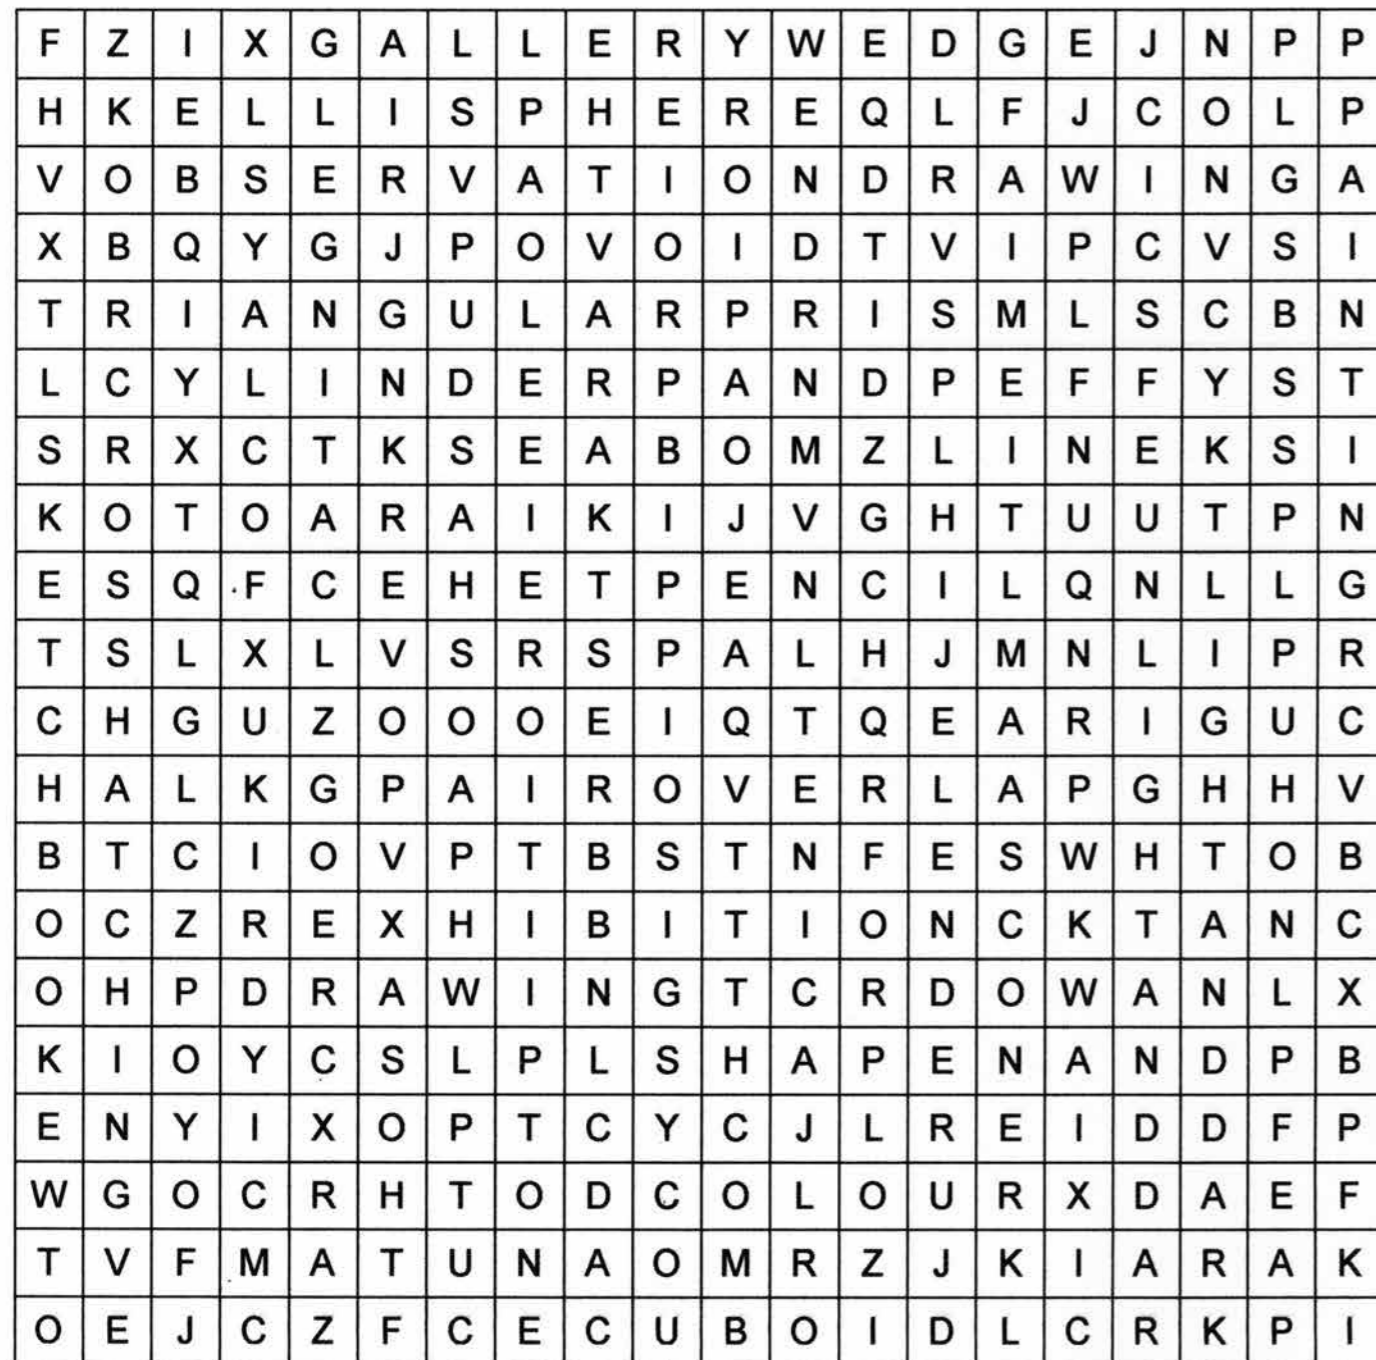 F Z I X G A L L E R Y W E D G E J N P P
H K E L L I S P H E R E Q L F J C O L P
V O B S E R V A T I O N D R A W I N G A
X B Q Y G J P O V O I D T V I P C V S I
T R I A N G U L A R P R I S M L S C B N
L C Y L I N D E R P A N D P E F F Y S T
S R X C T K S E A B O M Z L I N E K S I
K O T O A R A I K I J V G H T U U T P N
E S Q F C E H E T P E N C I L Q N L L G
T S L X L V S R S P A L H J M N L I P R
C H G U Z O O O E I Q T Q E A R I G U C
H A L K G P A I R O V E R L A P G H H V
B T C I O V P T B S T N F E S W H T O B
O C Z R E X H I B I T I O N C K T A N C
O H P D R A W I N G T C R D O W A N L X
K I O Y C S L P L S H A P E N A N D P B
E N Y I X O P T C Y C J L R E I D D F P
W G O C R H T O D C O L O U R X D A E F
T V F M A T U N A O M R Z J K I A R A K
O E J C Z F C E C U B O I D L C R K P I